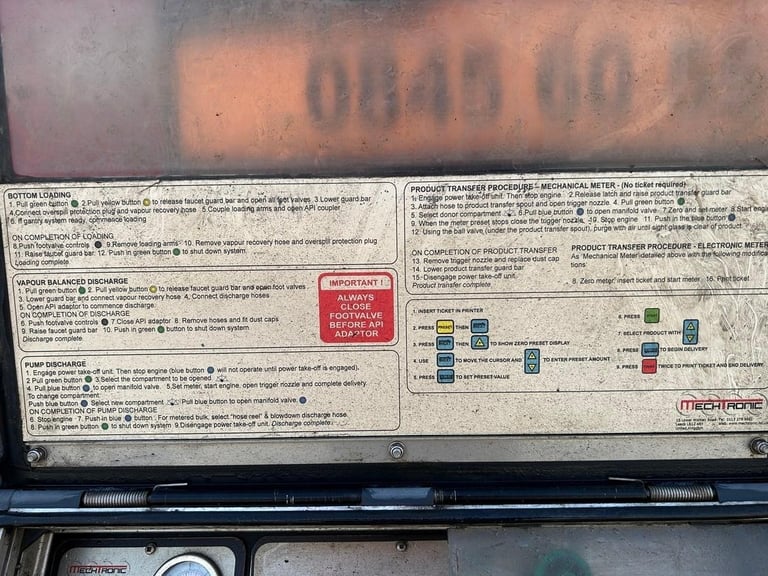 0845 60
BOTTOM LOADING
1. Pull green button 2.Pull yellow button to release faucet guard bar and open all foot valves 3.Lower guard bar
4.Connect overspill protection plug and vapour recovery hose 5.Couple loading arms and open API coupler
6. If gantry system ready, commence loading
ON COMPLETION OF LOADING
8.Push footvalve controls 9.Remove loading arms 10. Remove vapour recovery hose and overspill protection plug
11. Raise faucet guard bar 12. Push in green button to shut down system
Loading complete.
VAPOUR BALANCED DISCHARGE
1. Pull green button 2. Pull yellow button to release faucet guard bar and open foot valves
3. Lower guard bar and connect vapour recovery hose 4. Connect discharge hoses
5. Open API adaptor to commence discharge.
ON COMPLETION OF DISCHARGE
6. Push footvalve controls 7.Close API adaptor 8. Remove hoses and fit dust caps
9. Raise faucet guard bar 10. Push in green button to shut down system
Discharge complete.
IMPORTANT !
ALWAYS
CLOSE
FOOTVALVE
BEFORE API
ADAPTOR
PUMP DISCHARGE
1. Engage power take-off unit. Then stop engine (blue button will not operate until power take-off is engaged).
2.Pull green button 3.Select the compartment to be opened
4. Pull blue button to open manifold valve. 5.Set meter, start engine, open trigger nozzle and complete delivery
To change compartment:
Push blue button Select new compartment Pull blue button to open manifold valve.
ON COMPLETION OF PUMP DISCHARGE
6. Stop engine 7. Push in blue button For metered bulk, select "hose reel" & blowdown discharge hose.
8. Push in green button to shut down system 9.Disengage power take-off unit. Discharge complete.
PRODUCT TRANSFER PROCEDURE - MECHANICAL METER - (No ticket required)
1. Engage power take-off unit. Then stop engine 2.Release latch and raise product transfer guard bar
3. Attach hose to product transfer spout and open trigger nozzle. 4. Pull green button
5. Select donor compartment 6.Pull blue button to open manifold valve 7.Zero and set meter 8.Start engine
9. When the meter preset stops close the trigger nozzle. 10. Stop engine 11. Push in the blue button
12. Using the ball valve (under the product transfer spout), purge with air until sight glass is clear of product
ON COMPLETION OF PRODUCT TRANSFER
13. Remove trigger nozzle and replace dust cap
14. Lower product transfer guard bar
15. Disengage power take-off unit.
Product transfer complete.
PRODUCT TRANSFER PROCEDURE - ELECTRONIC METER
As 'Mechanical Meter' detailed above with the following
tions
8. Zero meter, insert ticket and start meter 16. Print ticket
1. INSERT TICKET IN PRINTER
2. PRESS THEN
3. PRESS THEN TO SHOW ZERO PRESET DISPLAY
4. USE TO MOVE THE CURSOR AND TO ENTER PRESET AMOUNT
5. PRESS TO SET PRESET VALUE
6. PRESS
7. SELECT PRODUCT WITH
8. PRESS TO BEGIN DELIVERY
9. PRESS TWICE TO PRINT TICKET AND END DELIVERY
MECHTRONIC
United Kingdom
MECHTRONIC